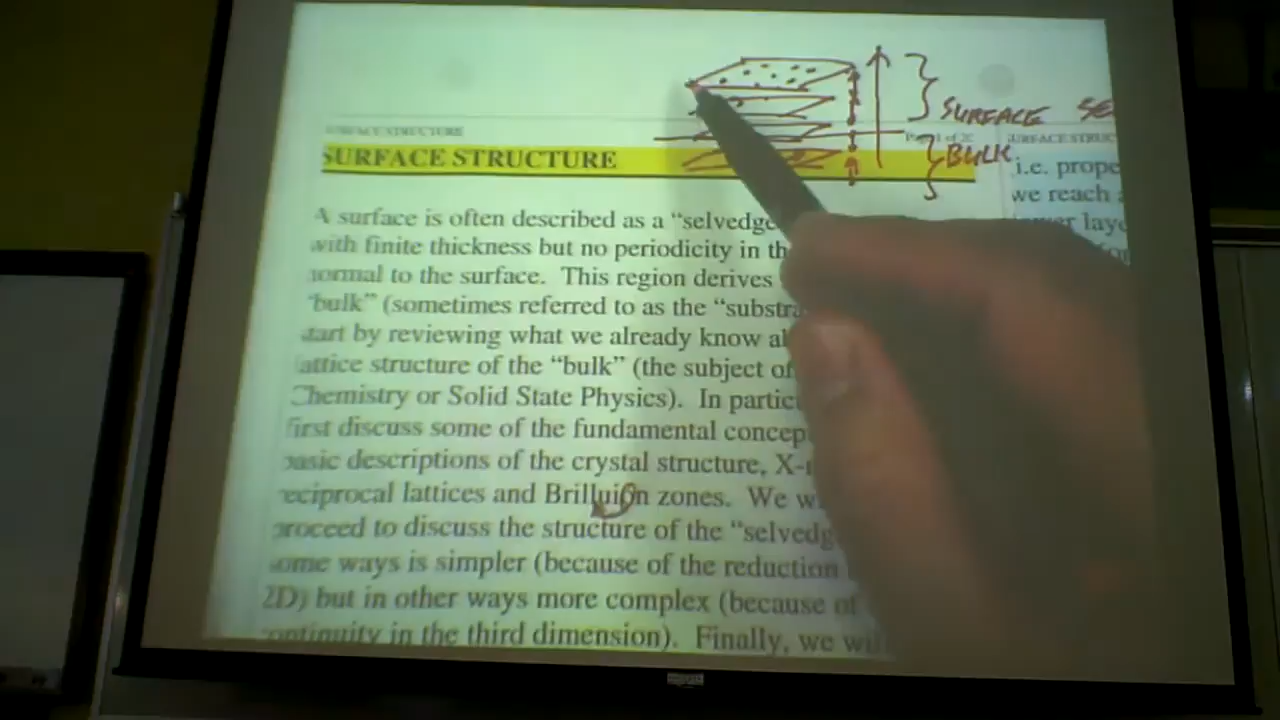 SURFACE
BULK
SURFACE STRUCTURE
SURFACE STRUCTURE
A surface is often described as a “selvedge
with finite thickness but no periodicity in th
normal to the surface. This region derives
“bulk” (sometimes referred to as the “substra
start by reviewing what we already know al
lattice structure of the “bulk” (the subject of
Chemistry or Solid State Physics). In partic
first discuss some of the fundamental concep
basic descriptions of the crystal structure, X-
reciprocal lattices and Brilluion zones. We w
proceed to discuss the structure of the “selvedg
some ways is simpler (because of the reduction
2D) but in other ways more complex (because of
continuity in the third dimension). Finally, we wi
SURFACE STRUC
i.e. prope
we reach